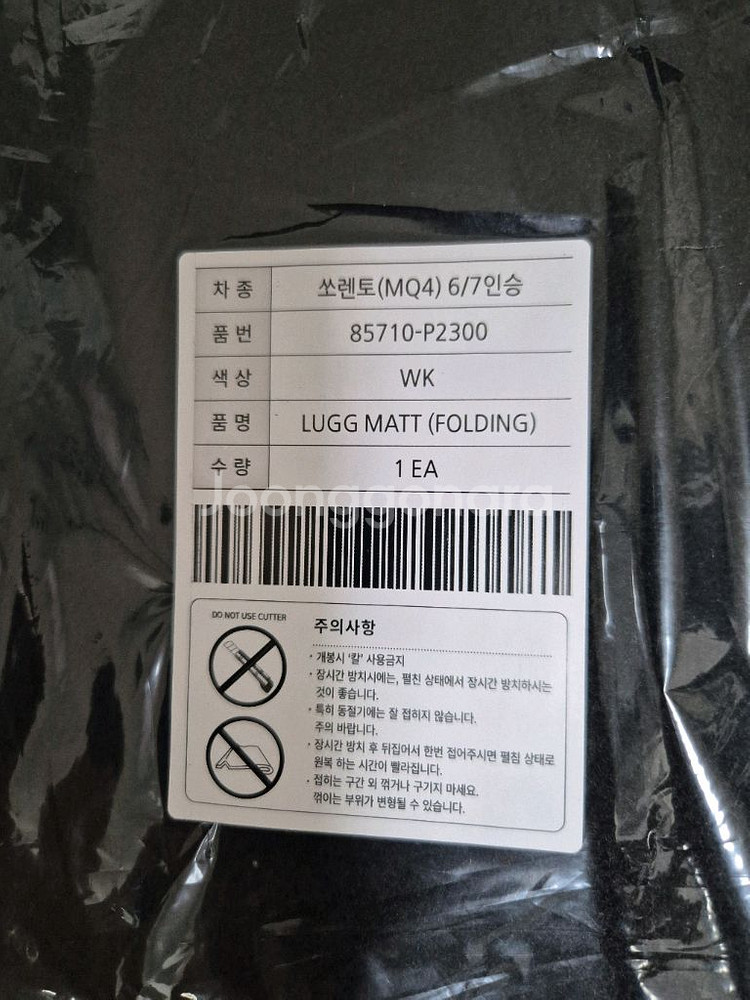 차종 쏘렌토(MQ4) 6/7인승
품번 85710-P2300
색상 WK
품명 LUGG MATT (FOLDING)
수량 1 EA
Joonggonara
DO NOT USE CUTTER
주의사항
· 개봉시 '칼' 사용금지
· 장시간 방치시에는, 펼친 상태에서 장시간 방치하시는
것이 좋습니다.
· 특히 동절기에는 잘 접히지 않습니다.
주의 바랍니다.
· 장시간 방치 후 뒤집어서 한번 접어주시면 펼침 상태로
원복 하는 시간이 빨라집니다.
· 접히는 구간 외 꺾거나 구기지 마세요.
꺾이는 부위가 변형될 수 있습니다.